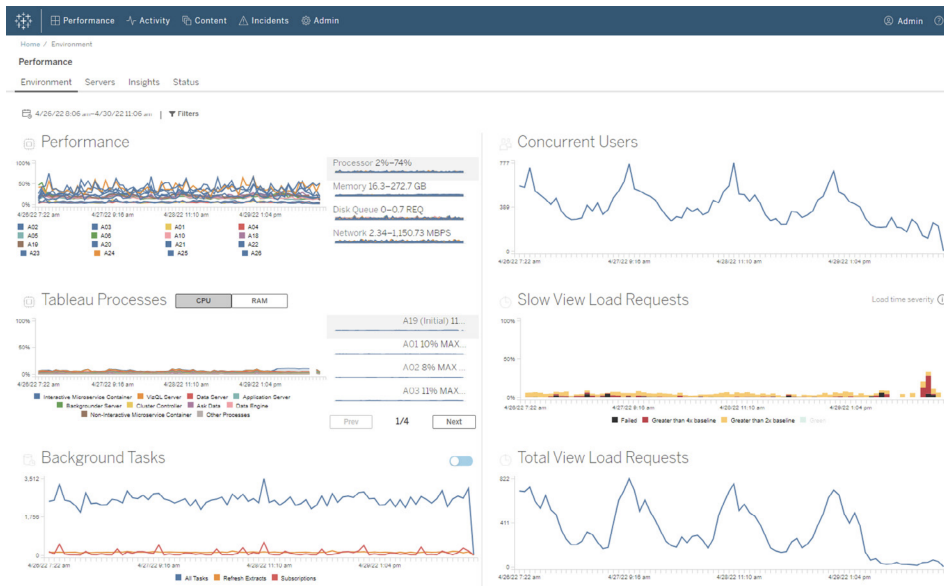 Performance Activity Content Incidents Admin Admin
Home / Environment
Performance
Environment Servers Insights Status
4/26/22 8:06 am–4/30/22 11:06 am | Filters
Performance
100%
50%
0%
4/26/22 7:22 am 4/27/22 9:16 am 4/28/22 11:10 am 4/29/22 1:04 pm
A02 A03 A01 A04
A05 A06 A10 A18
A19 A20 A21 A22
A23 A24 A25 A26
Processor 2%–74%
Memory 16.3–272.7 GB
Disk Queue 0–0.7 REQ
Network 2.34–1,150.73 MBPS
Concurrent Users
777
389
0
4/26/22 7:22 am 4/27/22 9:16 am 4/28/22 11:10 am 4/29/22 1:04 pm
Tableau Processes CPU RAM
100%
50%
0%
4/26/22 7:22 am 4/27/22 9:16 am 4/28/22 11:10 am 4/29/22 1:04 pm
Interactive Microservice Container VizQL Server Data Server Application Server
Backgrounder Server Cluster Controller Ask Data Data Engine
Non-Interactive Microservice Container Other Processes
A19 (Initial) 11...
A01 10% MAX...
A02 8% MAX...
A03 11% MAX...
Prev 1/4 Next
Slow View Load Requests Load time severity
100%
50%
0%
4/26/22 7:22 am 4/27/22 9:16 am 4/28/22 11:10 am 4/29/22 1:04 pm
Failed Greater than 4x baseline Greater than 2x baseline Green
Background Tasks
3,512
1,756
0
4/26/22 7:22 am 4/27/22 9:16 am 4/28/22 11:10 am 4/29/22 1:04 pm
All Tasks Refresh Extracts Subscriptions
Total View Load Requests
822
411
0
4/26/22 7:22 am 4/27/22 9:16 am 4/28/22 11:10 am 4/29/22 1:04 pm